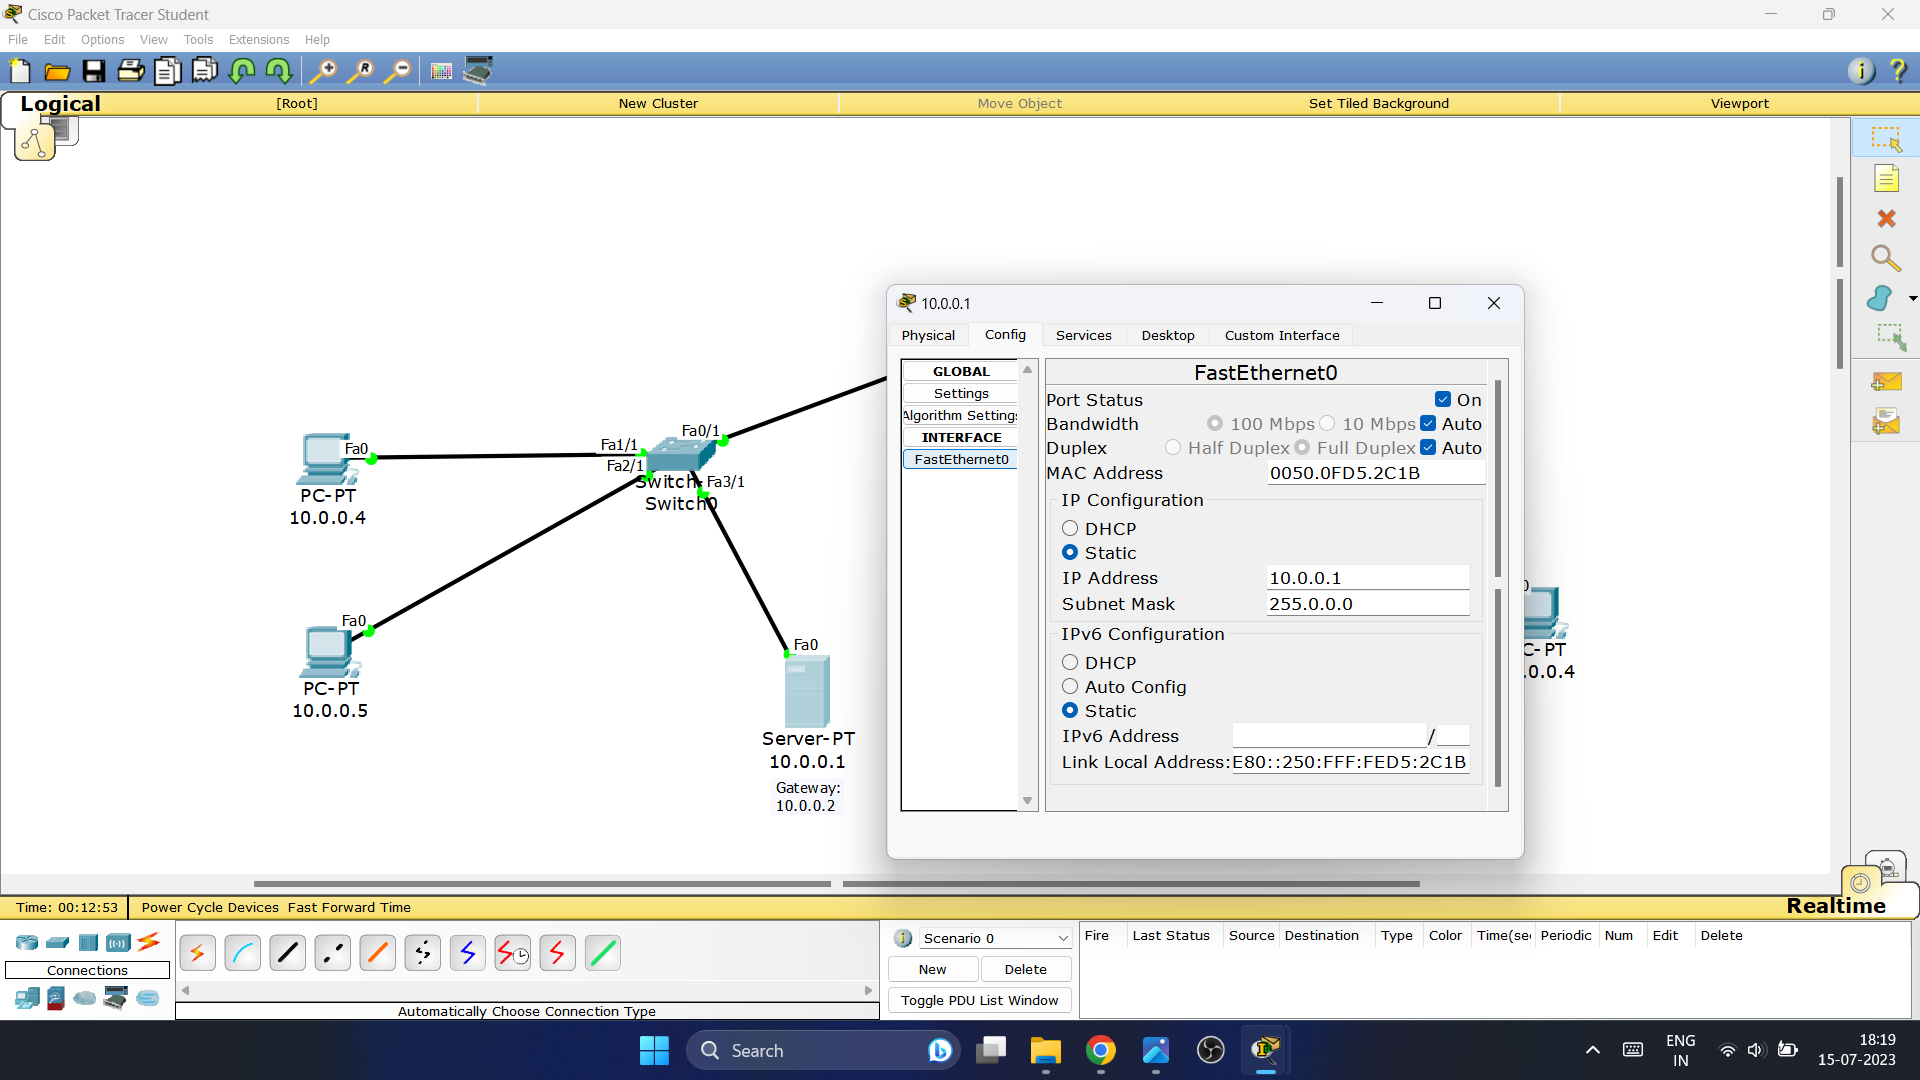 Cisco Packet Tracer Student
File Edit Options View Tools Extensions Help
Logical [Root] New Cluster Move Object Set Tiled Background Viewport
10.0.0.1
Physical Config Services Desktop Custom Interface
GLOBAL
Settings
Algorithm Settings
INTERFACE
FastEthernet0
FastEthernet0
Port Status On
Bandwidth 100 Mbps 10 Mbps Auto
Duplex Half Duplex Full Duplex Auto
MAC Address 0050.0FD5.2C1B
IP Configuration
DHCP
Static
IP Address 10.0.0.1
Subnet Mask 255.0.0.0
IPv6 Configuration
DHCP
Auto Config
Static
IPv6 Address /
Link Local Address: E80::250:FFF:FED5:2C1B
Fa0
PC-PT
10.0.0.4
Fa1/1
Fa0/1
Fa2/1
Fa3/1
Switch-
Switch0
Fa0
PC-PT
10.0.0.5
Fa0
Server-PT
10.0.0.1
Gateway:
10.0.0.2
C-PT
.0.0.4
Time: 00:12:53 Power Cycle Devices Fast Forward Time
Realtime
Connections
Automatically Choose Connection Type
Scenario 0
New Delete
Toggle PDU List Window
Fire Last Status Source Destination Type Color Time(sec Periodic Num Edit Delete
Search
ENG
IN
18:19
15-07-2023